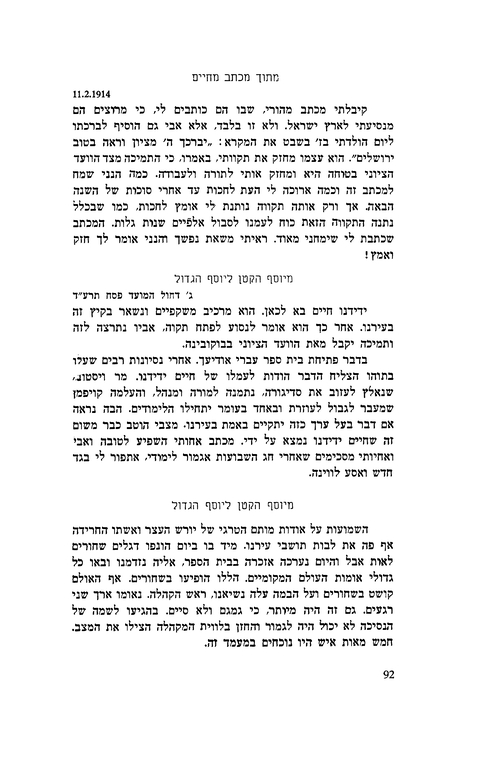 מתוך מכתב מחיים
11.2.1914
קיבלתי מכתב מהורי, שבו הם כותבים לי, כי מרוצים הם
מנסיעתי לארץ ישראל. ולא זו בלבד, אלא אבי גם הוסיף לברכתו
ליום הולדתי בז׳ בשבט את המקרא: „יברכך ה׳ מציון וראה בטוב
ירושלים״. הוא עצמו מחזק את תקוותי, באמרו, כי התמיכה מצד הוועד
הציוני בטוחה היא ומחזק אותי לתורה ולעבודה. כמה הנני שמח
למכתב זה וכמה ארוכה לי העת לחכות עד אחרי סוכות של השנה
הבאה. אך ורק אותה תקווה נותנת לי אומץ לחכות, כמו שבכלל
נתנה התקווה הזאת כוח לעמנו לסבול אלפיים שנות גלות. המכתב
שכתבת לי שימחני מאוד. ראיתי משאת נפשך והנני אומר לך חזק
ואמץ!
מיוסף הקטן ליוסף הגדול
ג׳ דחול המועד פסח תרע״ד
ידידנו חיים בא לכאן. הוא מרכיב משקפיים ונשאר בקיץ זה
בעירנו. אחר כך הוא אומר לנסוע לפתח תקוה, אביו נתרצה לזה
ותמיכה יקבל מאת הוועד הציוני בבוקובינה.
בדבר פתיחת בית ספר עברי אודיעך. אחרי נסיונות רבים שעלו
בתוהו הצליח הדבר הודות לעמלו של חיים ידידנו. מר ויסטוב,
שנאלץ לעזוב את סדיגורה, נתמנה למורה ומנהל, והעלמה קויפמן
שמעבר לגבול לעוזרת ובאחד בעומר יתחילו הלימודים. הבה נראה
אם דבר בעל ערך כזה יתקיים באמת בעירנו. מצבי הוטב כבר משום
זה שחיים ידידנו נמצא על ידי. מכתב אחותי השפיע לטובה ואבי
ואחיותי מסכימים שאחרי חג השבועות אגמור לימודי, אתפור לי בגד
חדש ואסע לווינה.
מיוסף הקטן ליוסף הגדול
השמועות על אודות מותם הטרגי של יורש העצר ואשתו החרידה
אף פה את לבות תושבי עירנו. מיד בו ביום הונפו דגלים שחורים
לאות אבל והיום נערכה אזכרה בבית הספר, אליה נזדמנו ובאו כל
גדולי אומות העולם המקומיים. הללו הופיעו בשחורים. אף האולם
קושט בשחורים ועל הבמה עלה נשיאנו, ראש הקהלה. נאומו ארך שני
רגעים. גם זה היה מיותר, כי גמגם ולא סיים. בהגיעו לשמה של
הנסיכה לא יכול היה לגמור והחזן בלווית המקהלה הצילו את המצב.
חמש מאות איש היו נוכחים במעמד זה.
92